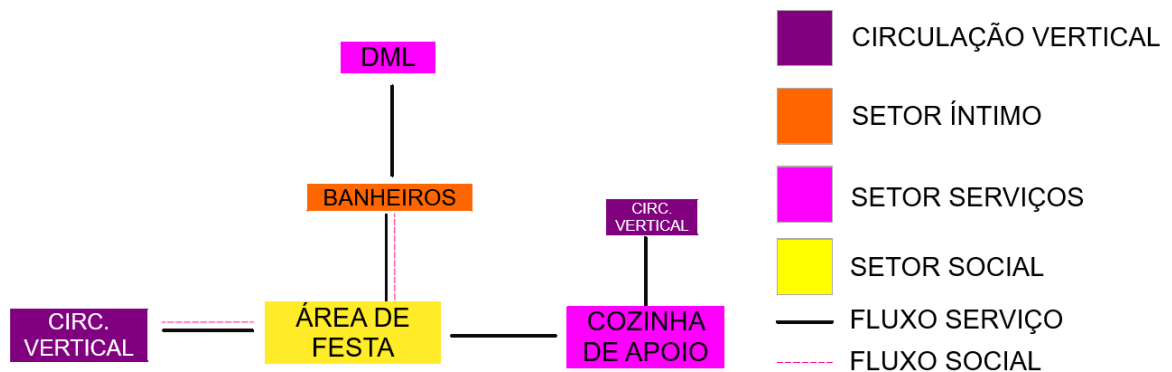 DML
BANHEIROS
CIRC.
VERTICAL
ÁREA DE
FESTA
COZINHA
DE APOIO
CIRC.
VERTICAL
CIRCULAÇÃO VERTICAL
SETOR ÍNTIMO
SETOR SERVIÇOS
SETOR SOCIAL
FLUXO SERVIÇO
FLUXO SOCIAL